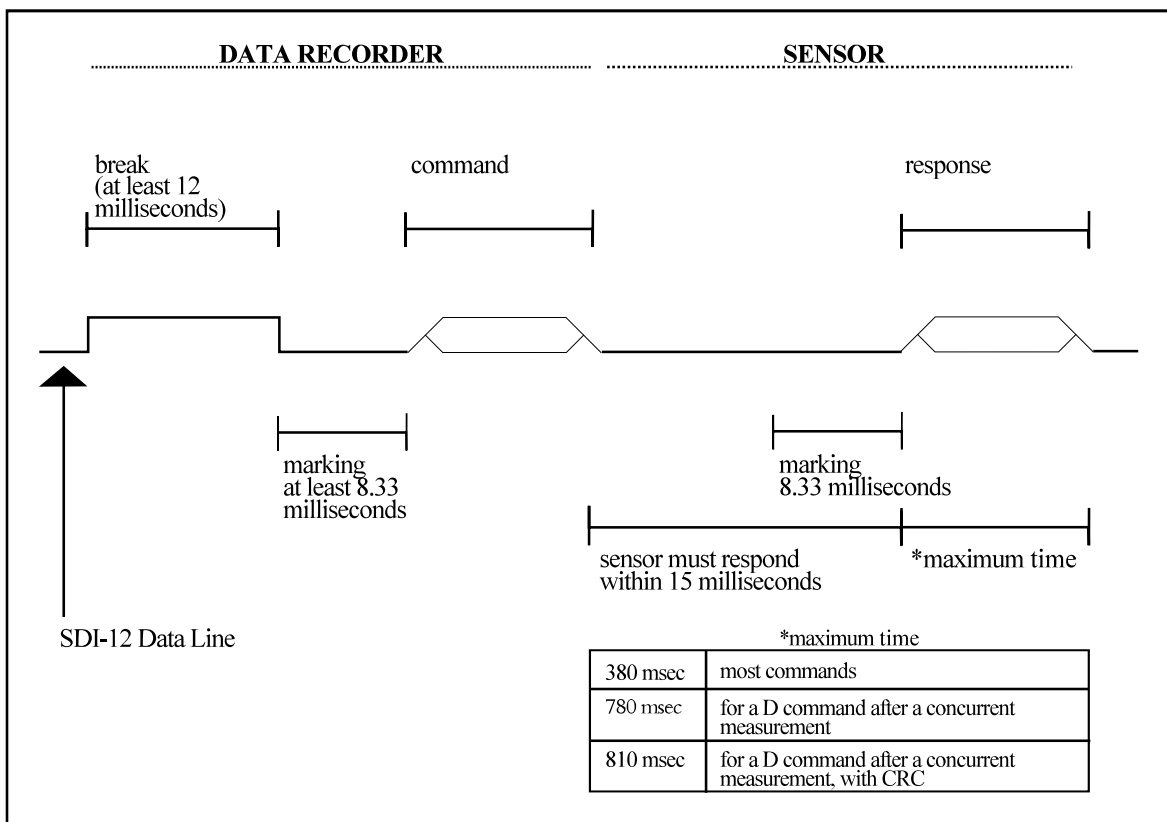 DATA RECORDER
SENSOR
break
(at least 12
milliseconds)
command
response
marking
at least 8.33
milliseconds
marking
8.33 milliseconds
sensor must respond
within 15 milliseconds
*maximum time
SDI-12 Data Line
*maximum time
380 msec
most commands
780 msec
for a D command after a concurrent
measurement
810 msec
for a D command after a concurrent
measurement, with CRC